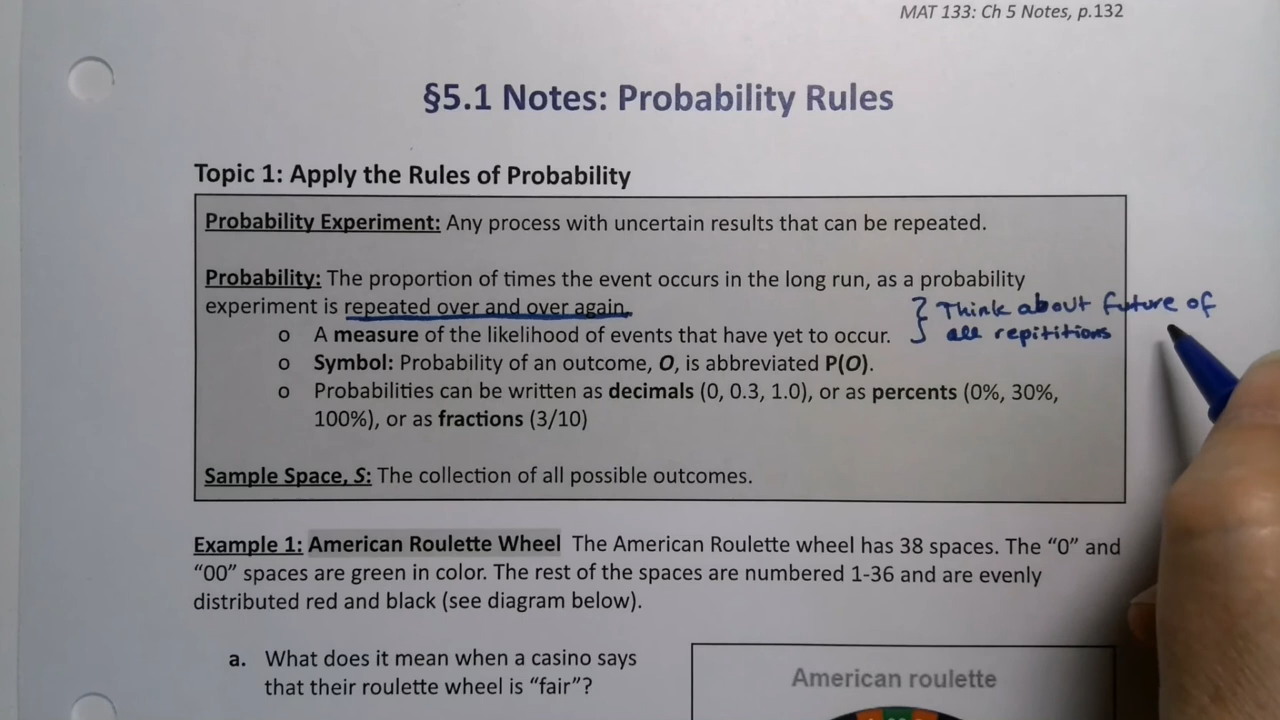 MAT 133: Ch 5 Notes, p.132
§5.1 Notes: Probability Rules
Topic 1: Apply the Rules of Probability
Probability Experiment: Any process with uncertain results that can be repeated.
Probability: The proportion of times the event occurs in the long run, as a probability
experiment is repeated over and over again.
} Think about future of
all repititions
o A measure of the likelihood of events that have yet to occur.
o Symbol: Probability of an outcome, O, is abbreviated P(O).
o Probabilities can be written as decimals (0, 0.3, 1.0), or as percents (0%, 30%,
100%), or as fractions (3/10)
Sample Space, S: The collection of all possible outcomes.
Example 1: American Roulette Wheel The American Roulette wheel has 38 spaces. The “0” and
“00” spaces are green in color. The rest of the spaces are numbered 1-36 and are evenly
distributed red and black (see diagram below).
a. What does it mean when a casino says
that their roulette wheel is “fair”?
American roulette